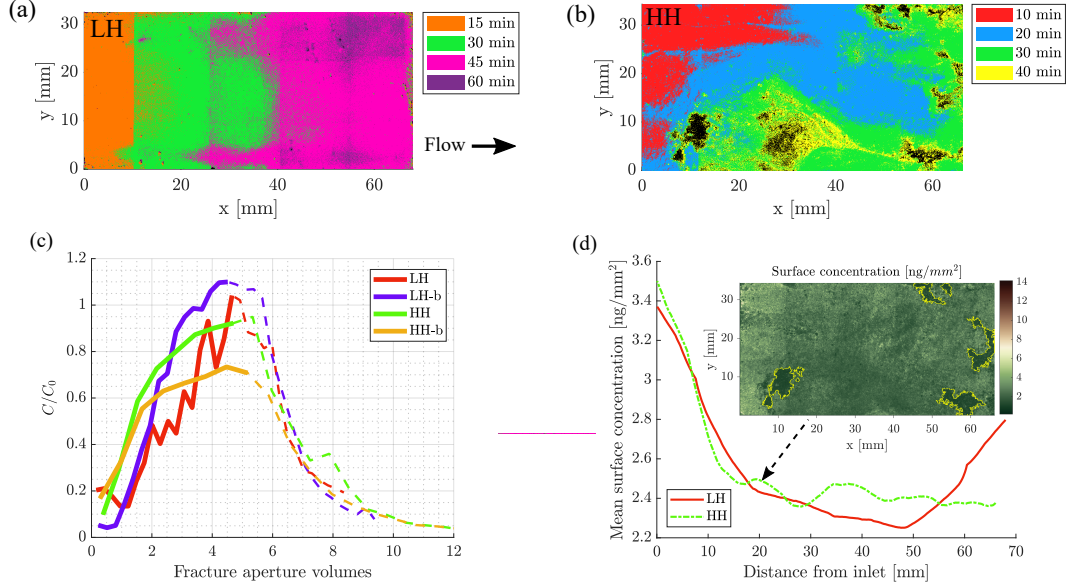 (a)
LH
15 min
30 min
45 min
60 min
30
20
10
0
y [mm]
0 20 40 60
x [mm]
Flow
(b)
HH
10 min
20 min
30 min
40 min
30
20
10
0
y [mm]
0 20 40 60
x [mm]
(c)
1.2
1
0.8
0.6
0.4
0.2
0
C/C0
0 2 4 6 8 10 12
Fracture aperture volumes
LH
LH-b
HH
HH-b
(d)
3.6
3.4
3.2
3
2.8
2.6
2.4
2.2
Mean surface concentration [ng/mm²]
0 10 20 30 40 50 60 70
Distance from inlet [mm]
LH
HH
Surface concentration [ng/mm²]
30
20
10
y [mm]
10 20 30 40 50 60
x [mm]
14
12
10
8
6
4
2